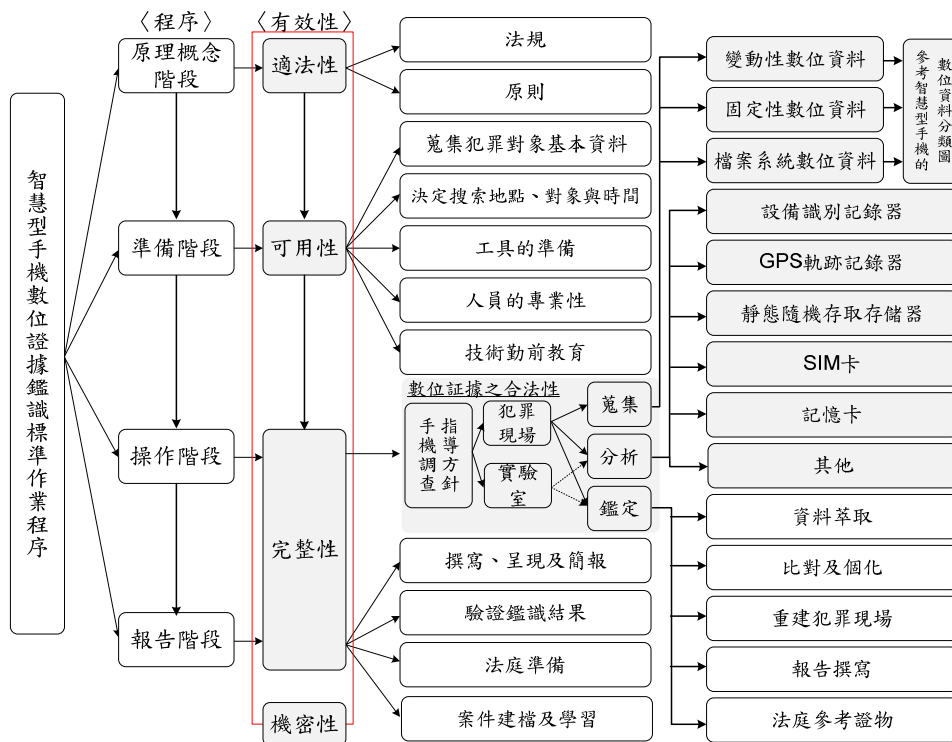 〈程序〉
〈有效性〉
智慧型手機數位證據鑑識標準作業程序
原理概念
階段
準備階段
操作階段
報告階段
適法性
可用性
完整性
機密性
法規
原則
蒐集犯罪對象基本資料
決定搜索地點、對象與時間
工具的準備
人員的專業性
技術勤前教育
數位証據之合法性
指導方針
手機調查
犯罪
現場
實驗
室
蒐集
分析
鑑定
撰寫、呈現及簡報
驗證鑑識結果
法庭準備
案件建檔及學習
變動性數位資料
固定性數位資料
檔案系統數位資料
參考智慧型手機的
數位資料分類圖
設備識別記錄器
GPS軌跡記錄器
靜態隨機存取存儲器
SIM卡
記憶卡
其他
資料萃取
比對及個化
重建犯罪現場
報告撰寫
法庭參考證物